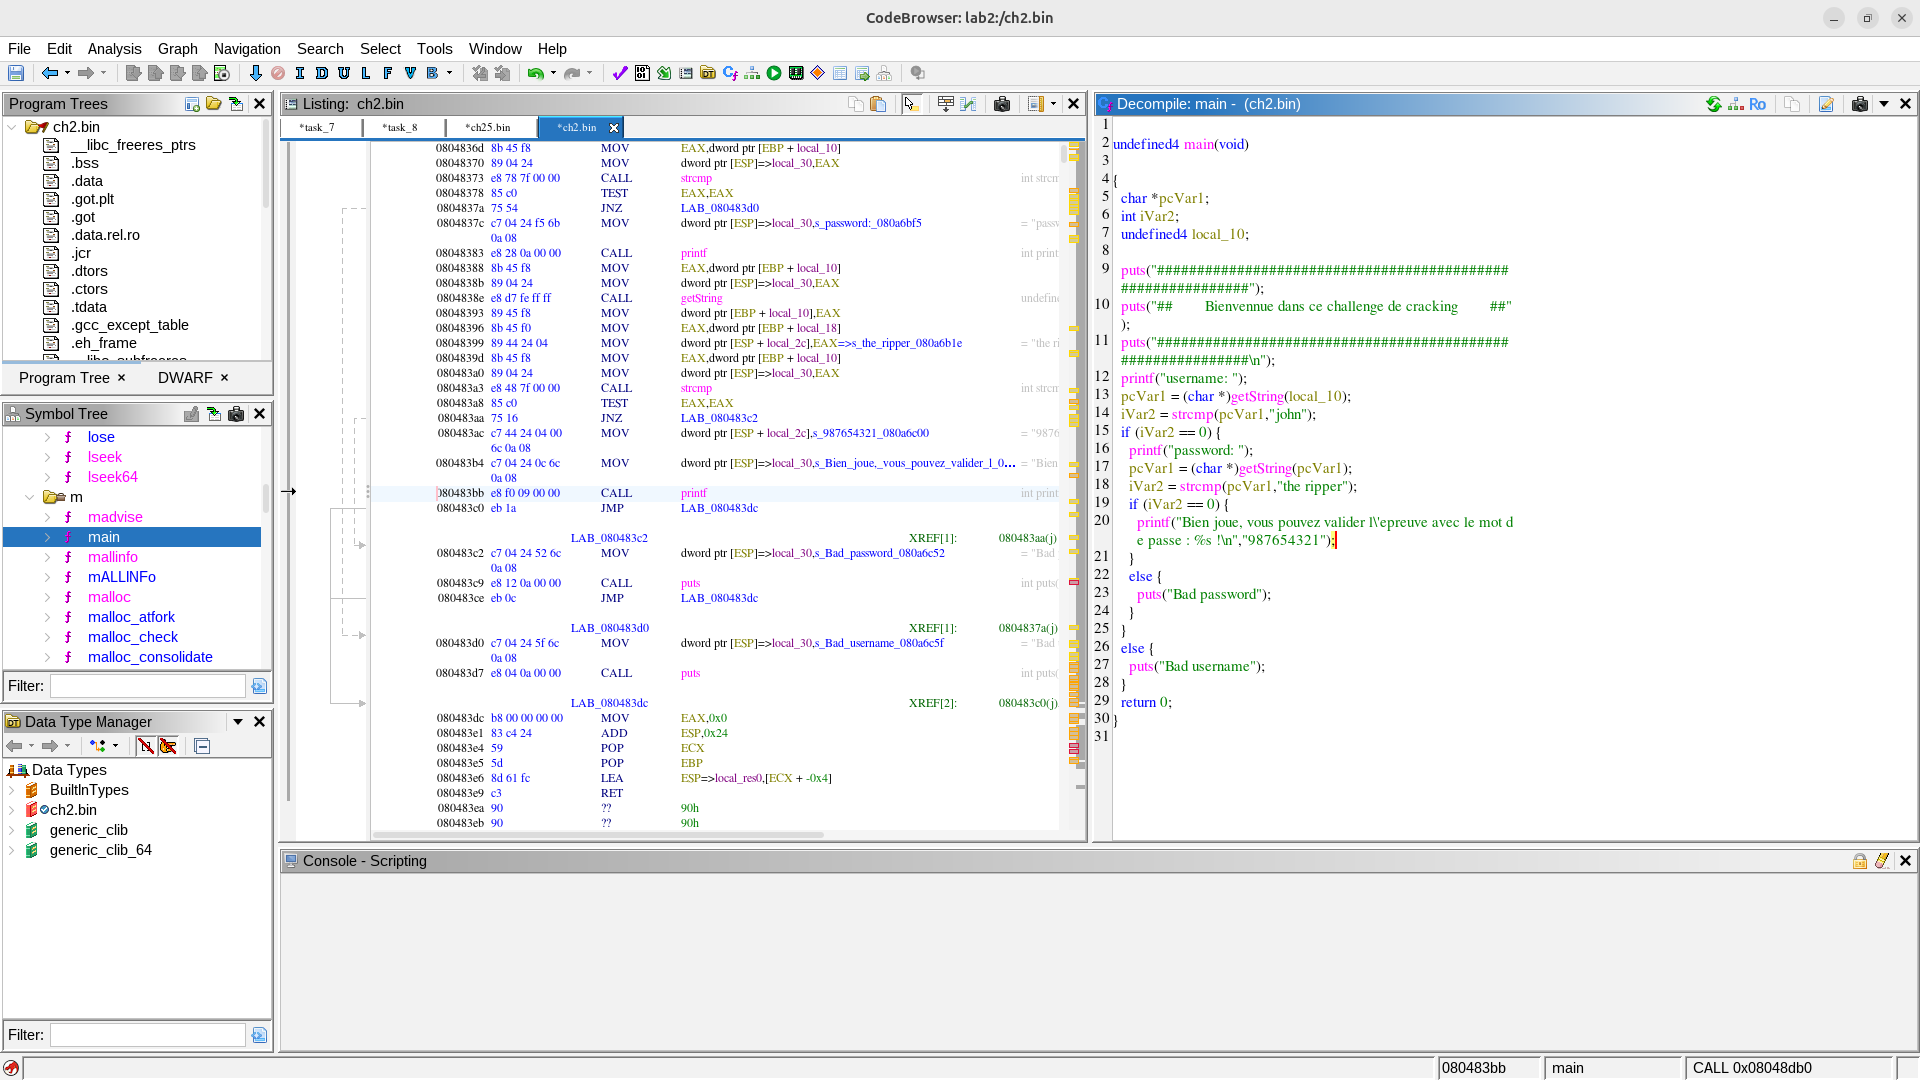 CodeBrowser: lab2:/ch2.bin
File Edit Analysis Graph Navigation Search Select Tools Window Help
I D U L F V B
Program Trees
ch2.bin
__libc_freeres_ptrs
.bss
.data
.got.plt
.got
.data.rel.ro
.jcr
.dtors
.ctors
.tdata
.gcc_except_table
.eh_frame
__libc_subfreeres
Program Tree × DWARF ×
Symbol Tree
lose
lseek
lseek64
m
madvise
main
mallinfo
mALLINFo
malloc
malloc_atfork
malloc_check
malloc_consolidate
Filter:
Data Type Manager
Data Types
BuiltInTypes
ch2.bin
generic_clib
generic_clib_64
Filter:
Listing: ch2.bin
*task_7 *task_8 *ch25.bin *ch2.bin
0804836d 8b 45 f8 MOV EAX,dword ptr [EBP + local_10]
08048370 89 04 24 MOV dword ptr [ESP]=>local_30,EAX
08048373 e8 78 7f 00 00 CALL strcmp int strcm
08048378 85 c0 TEST EAX,EAX
0804837a 75 54 JNZ LAB_080483d0
0804837c c7 04 24 f5 6b MOV dword ptr [ESP]=>local_30,s_password:_080a6bf5 = "passw
0a 08
08048383 e8 28 0a 00 00 CALL printf int print
08048388 8b 45 f8 MOV EAX,dword ptr [EBP + local_10]
0804838b 89 04 24 MOV dword ptr [ESP]=>local_30,EAX
0804838e e8 d7 fe ff ff CALL getString undefine
08048393 89 45 f8 MOV dword ptr [EBP + local_10],EAX
08048396 8b 45 f0 MOV EAX,dword ptr [EBP + local_18]
08048399 89 44 24 04 MOV dword ptr [ESP + local_2c],EAX=>s_the_ripper_080a6b1e = "the ri
0804839d 8b 45 f8 MOV EAX,dword ptr [EBP + local_10]
080483a0 89 04 24 MOV dword ptr [ESP]=>local_30,EAX
080483a3 e8 48 7f 00 00 CALL strcmp int strcm
080483a8 85 c0 TEST EAX,EAX
080483aa 75 16 JNZ LAB_080483c2
080483ac c7 44 24 04 00 MOV dword ptr [ESP + local_2c],s_987654321_080a6c00 = "9876
6c 0a 08
080483b4 c7 04 24 0c 6c MOV dword ptr [ESP]=>local_30,s_Bien_joue,_vous_pouvez_valider_l_0... = "Bien
0a 08
080483bb e8 f0 09 00 00 CALL printf int print
080483c0 eb 1a JMP LAB_080483dc
LAB_080483c2 XREF[1]: 080483aa(j)
080483c2 c7 04 24 52 6c MOV dword ptr [ESP]=>local_30,s_Bad_password_080a6c52 = "Bad
0a 08
080483c9 e8 12 0a 00 00 CALL puts int puts(
080483ce eb 0c JMP LAB_080483dc
LAB_080483d0 XREF[1]: 0804837a(j)
080483d0 c7 04 24 5f 6c MOV dword ptr [ESP]=>local_30,s_Bad_username_080a6c5f = "Bad
0a 08
080483d7 e8 04 0a 00 00 CALL puts int puts(
LAB_080483dc XREF[2]: 080483c0(j)
080483dc b8 00 00 00 00 MOV EAX,0x0
080483e1 83 c4 24 ADD ESP,0x24
080483e4 59 POP ECX
080483e5 5d POP EBP
080483e6 8d 61 fc LEA ESP=>local_res0,[ECX + -0x4]
080483e9 c3 RET
080483ea 90 ?? 90h
080483eb 90 ?? 90h
Decompile: main - (ch2.bin)
Ro
1
2 undefined4 main(void)
3
4 {
5 char *pcVar1;
6 int iVar2;
7 undefined4 local_10;
8
9 puts("############################################
################");
10 puts("## Bienvennue dans ce challenge de cracking ##"
);
11 puts("############################################
################\n");
12 printf("username: ");
13 pcVar1 = (char *)getString(local_10);
14 iVar2 = strcmp(pcVar1,"john");
15 if (iVar2 == 0) {
16 printf("password: ");
17 pcVar1 = (char *)getString(pcVar1);
18 iVar2 = strcmp(pcVar1,"the ripper");
19 if (iVar2 == 0) {
20 printf("Bien joue, vous pouvez valider l\'epreuve avec le mot d
e passe : %s !\n","987654321");
21 }
22 else {
23 puts("Bad password");
24 }
25 }
26 else {
27 puts("Bad username");
28 }
29 return 0;
30 }
31
Console - Scripting
080483bb main CALL 0x08048db0